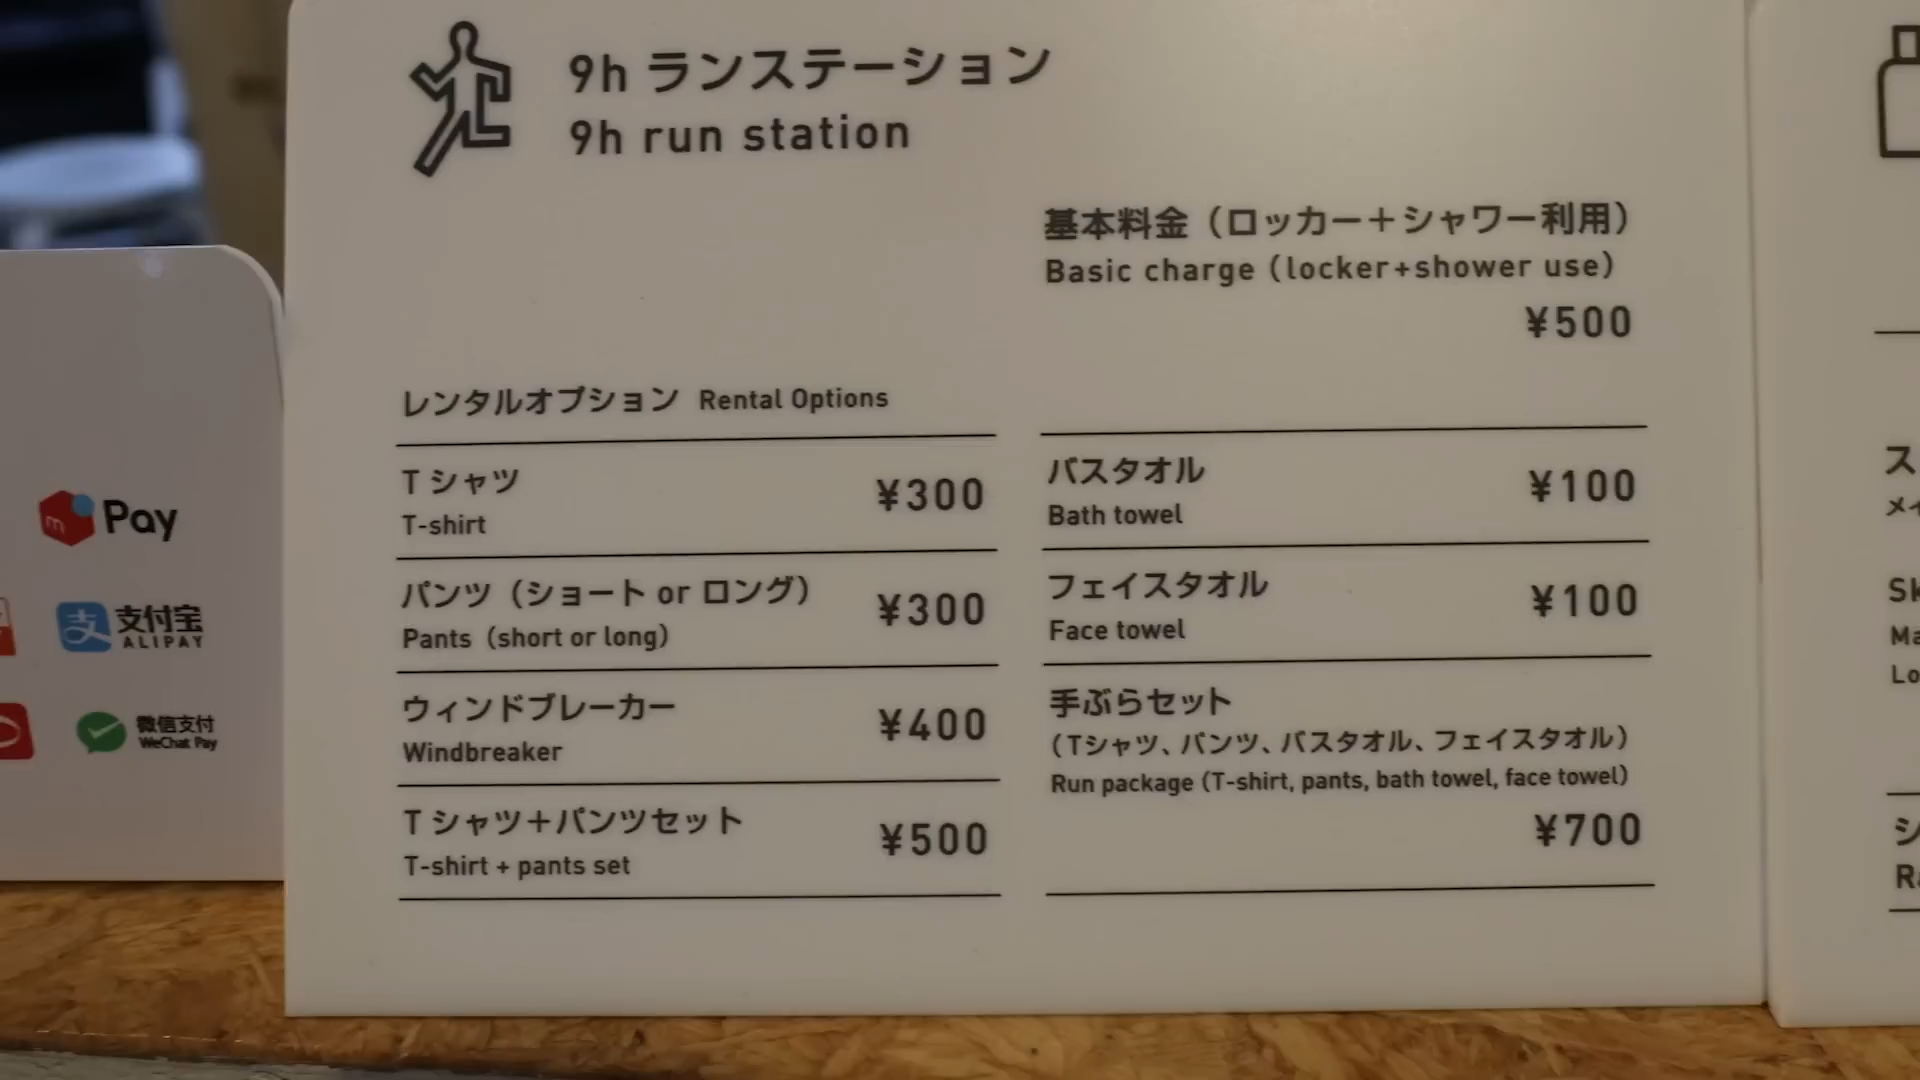 9h ランステーション
9h run station
基本料金（ロッカー＋シャワー利用）
Basic charge (locker+shower use)
¥500
レンタルオプション Rental Options
T シャツ
T-shirt
¥300
パンツ（ショート or ロング）
Pants (short or long)
¥300
ウィンドブレーカー
Windbreaker
¥400
T シャツ＋パンツセット
T-shirt + pants set
¥500
バスタオル
Bath towel
¥100
フェイスタオル
Face towel
¥100
手ぶらセット
（Tシャツ、パンツ、バスタオル、フェイスタオル）
Run package (T-shirt, pants, bath towel, face towel)
¥700
m Pay
支 支付宝
ALIPAY
微信支付
WeChat Pay